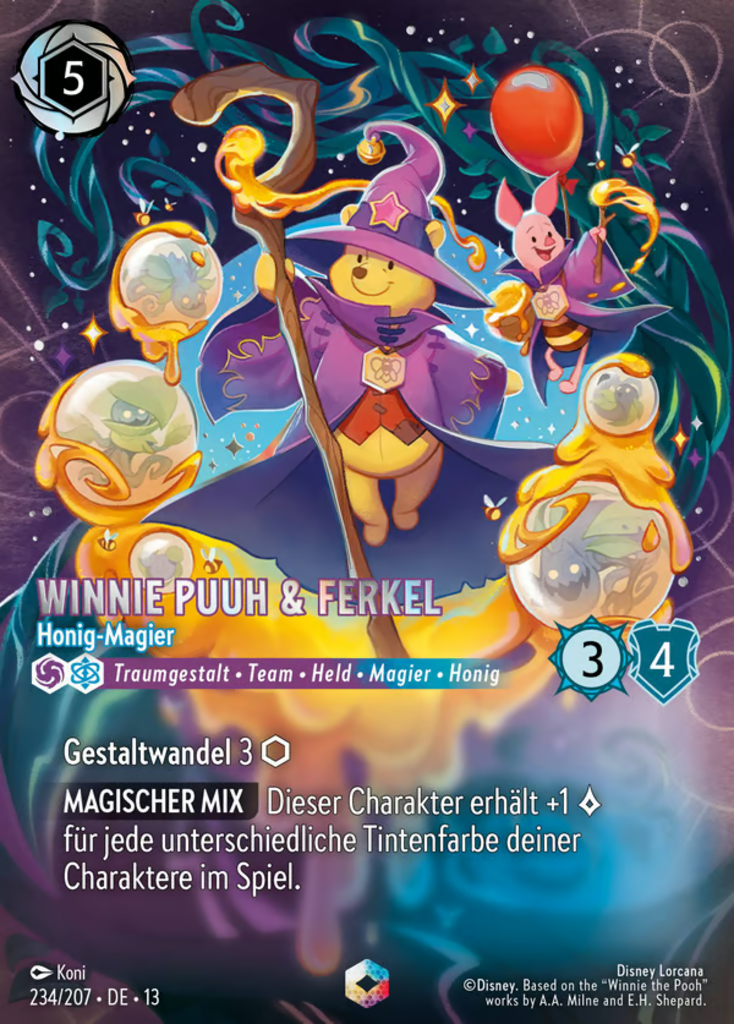 5
WINNIE PUUH & FERKEL
Honig-Magier
Traumgestalt • Team • Held • Magier • Honig
3 4
Gestaltwandel 3
MAGISCHER MIX Dieser Charakter erhält +1
für jede unterschiedliche Tintenfarbe deiner
Charaktere im Spiel.
Koni
234/207 • DE • 13
Disney Lorcana
©Disney. Based on the “Winnie the Pooh”
works by A.A. Milne and E.H. Shepard.